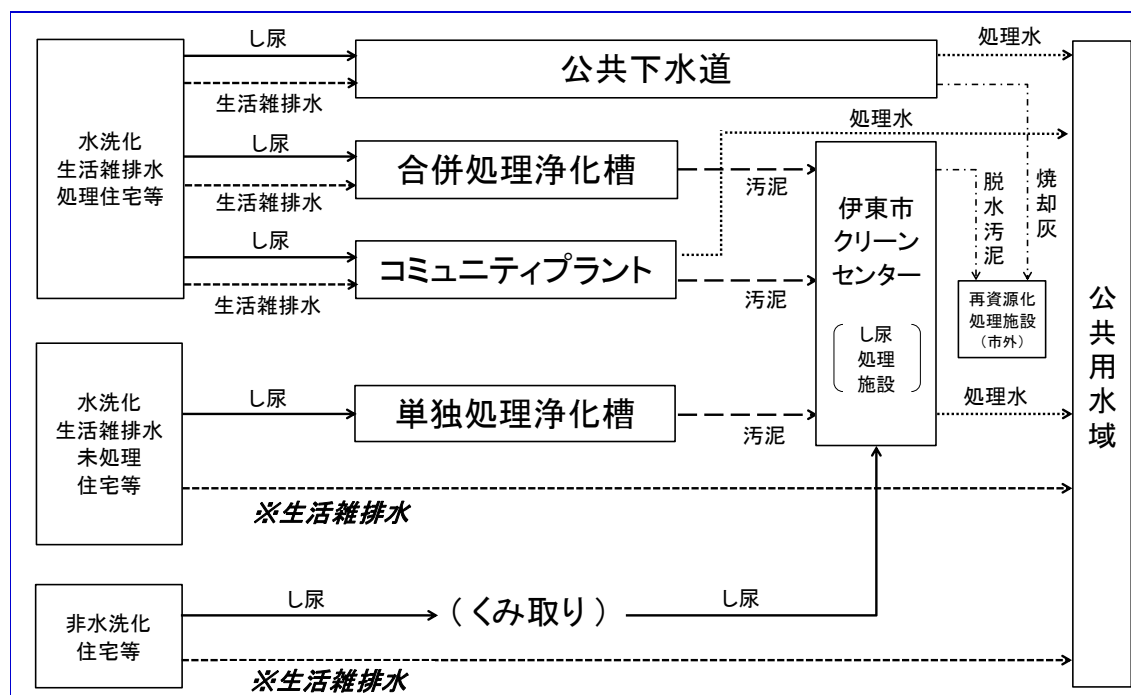 し尿
処理水
公共下水道
生活雑排水
水洗化
生活雑排水
処理住宅等
し尿
処理水
合併処理浄化槽
汚泥
生活雑排水
し尿
コミュニティプラント
汚泥
生活雑排水
伊東市
クリーン
センター
し尿
処理
施設
脱水汚泥
焼却灰
再資源化
処理施設
（市外）
公共用水域
水洗化
生活雑排水
未処理
住宅等
し尿
単独処理浄化槽
汚泥
処理水
※生活雑排水
非水洗化
住宅等
し尿
（くみ取り）
し尿
※生活雑排水